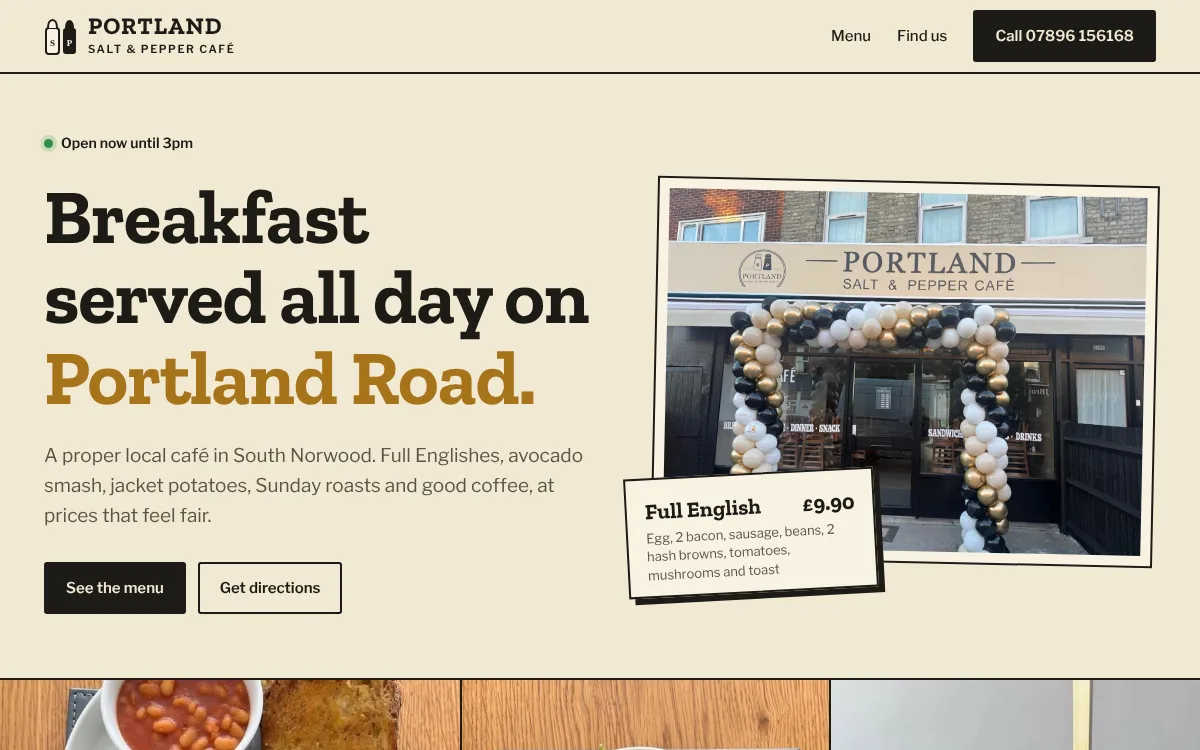 S P
PORTLAND
SALT & PEPPER CAFÉ
Menu
Find us
Call 07896 156168
Open now until 3pm
Breakfast
served all day on
Portland Road.
A proper local café in South Norwood. Full Englishes, avocado
smash, jacket potatoes, Sunday roasts and good coffee, at
prices that feel fair.
See the menu
Get directions
PORTLAND
PORTLAND
SALT & PEPPER CAFÉ
DINNER · SNACK
DRINKS
Full English £9.90
Egg, 2 bacon, sausage, beans, 2
hash browns, tomatoes,
mushrooms and toast